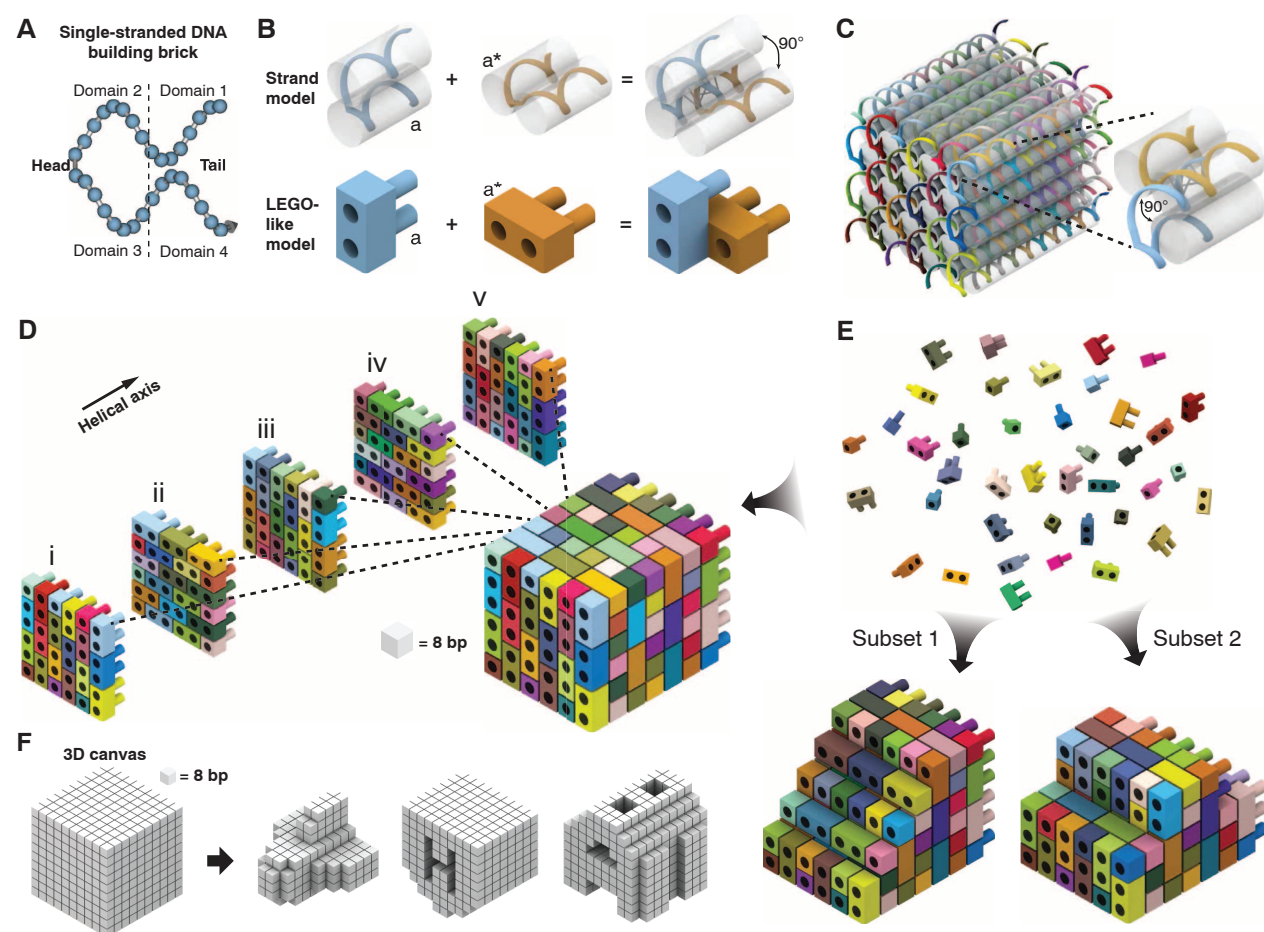 A
Single-stranded DNA
building brick
Domain 2
Domain 1
Head
Tail
Domain 3
Domain 4
B
Strand
model
a
+
a*
=
90°
LEGO-
like
model
a
+
a*
=
C
90°
D
Helical axis
i
ii
iii
iv
v
= 8 bp
E
Subset 1
Subset 2
F
3D canvas
= 8 bp